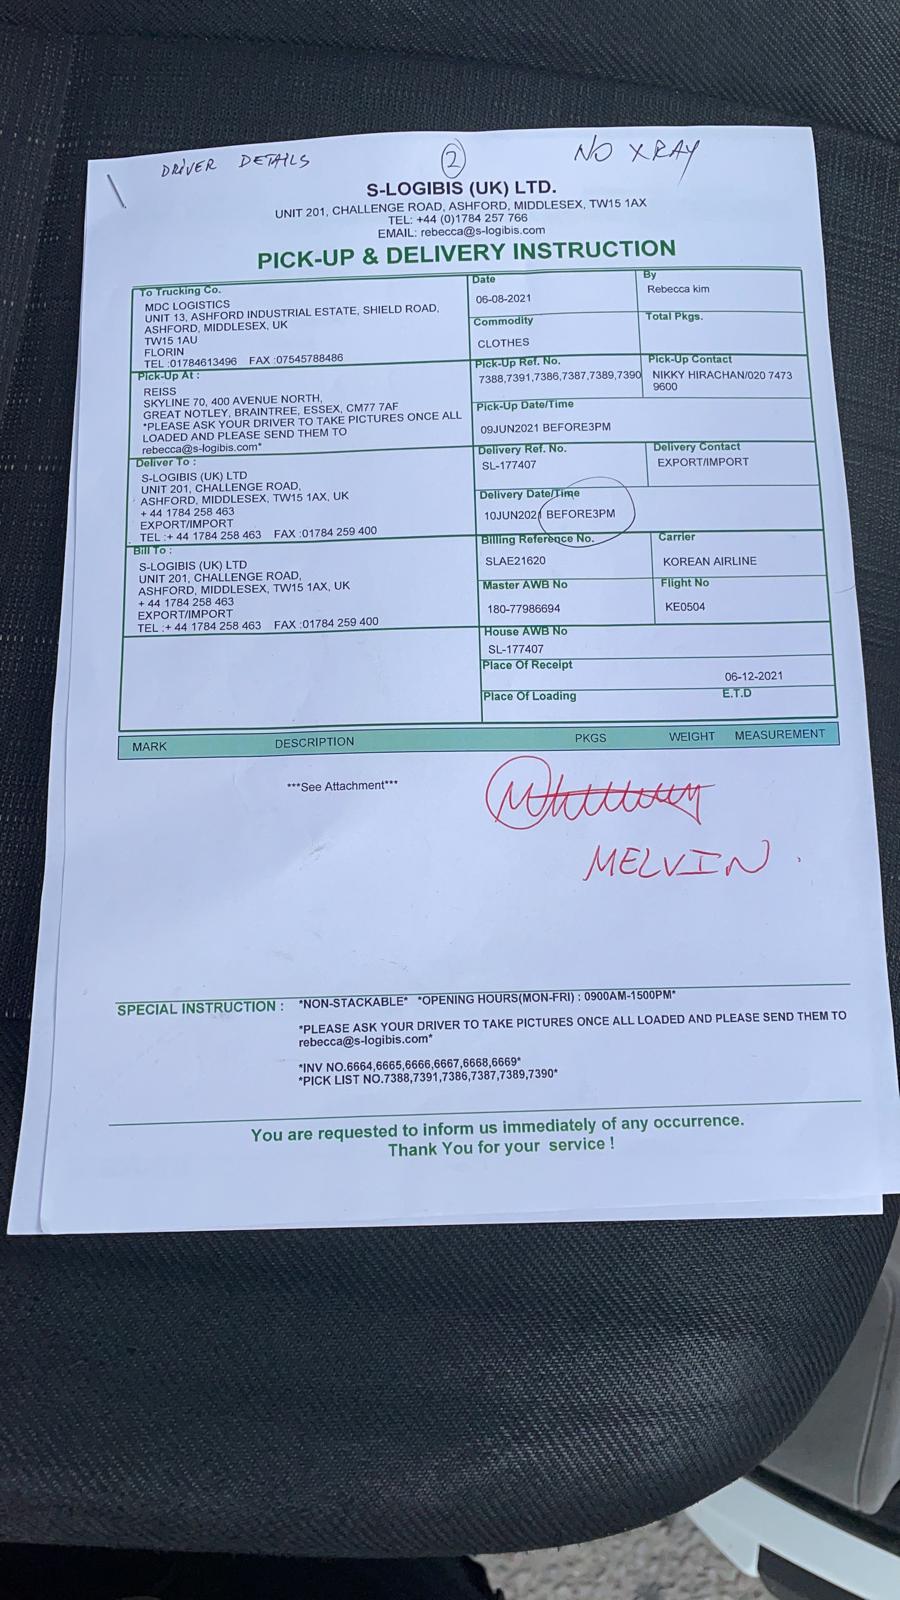 DRIVER DETAILS
2
NO XRAY
S-LOGIBIS (UK) LTD.
UNIT 201, CHALLENGE ROAD, ASHFORD, MIDDLESEX, TW15 1AX
TEL: +44 (0)1784 257 766
EMAIL: rebecca@s-logibis.com
PICK-UP & DELIVERY INSTRUCTION
To Trucking Co.
MDC LOGISTICS
UNIT 13, ASHFORD INDUSTRIAL ESTATE, SHIELD ROAD,
ASHFORD, MIDDLESEX, UK
TW15 1AU
FLORIN
TEL :01784613496 FAX :07545788486
Date
06-08-2021
By
Rebecca kim
Commodity
CLOTHES
Total Pkgs.
Pick-Up At :
REISS
SKYLINE 70, 400 AVENUE NORTH,
GREAT NOTLEY, BRAINTREE, ESSEX, CM77 7AF
*PLEASE ASK YOUR DRIVER TO TAKE PICTURES ONCE ALL
LOADED AND PLEASE SEND THEM TO
rebecca@s-logibis.com*
Pick-Up Ref. No.
7388,7391,7386,7387,7389,7390
Pick-Up Contact
NIKKY HIRACHAN/020 7473
9600
Pick-Up Date/Time
09JUN2021 BEFORE3PM
Deliver To :
S-LOGIBIS (UK) LTD
UNIT 201, CHALLENGE ROAD,
ASHFORD, MIDDLESEX, TW15 1AX, UK
+ 44 1784 258 463
EXPORT/IMPORT
TEL :+ 44 1784 258 463 FAX :01784 259 400
Delivery Ref. No.
SL-177407
Delivery Contact
EXPORT/IMPORT
Delivery Date/Time
10JUN2021 BEFORE3PM
Bill To :
S-LOGIBIS (UK) LTD
UNIT 201, CHALLENGE ROAD,
ASHFORD, MIDDLESEX, TW15 1AX, UK
+ 44 1784 258 463
EXPORT/IMPORT
TEL :+ 44 1784 258 463 FAX :01784 259 400
Billing Reference No.
SLAE21620
Carrier
KOREAN AIRLINE
Master AWB No
180-77986694
Flight No
KE0504
House AWB No
SL-177407
Place Of Receipt
06-12-2021
Place Of Loading
E.T.D
MARK DESCRIPTION PKGS WEIGHT MEASUREMENT
***See Attachment***
MELVIN
SPECIAL INSTRUCTION : *NON-STACKABLE* *OPENING HOURS(MON-FRI) : 0900AM-1500PM*
*PLEASE ASK YOUR DRIVER TO TAKE PICTURES ONCE ALL LOADED AND PLEASE SEND THEM TO
rebecca@s-logibis.com*
*INV NO.6664,6665,6666,6667,6668,6669*
*PICK LIST NO.7388,7391,7386,7387,7389,7390*
You are requested to inform us immediately of any occurrence.
Thank You for your service !